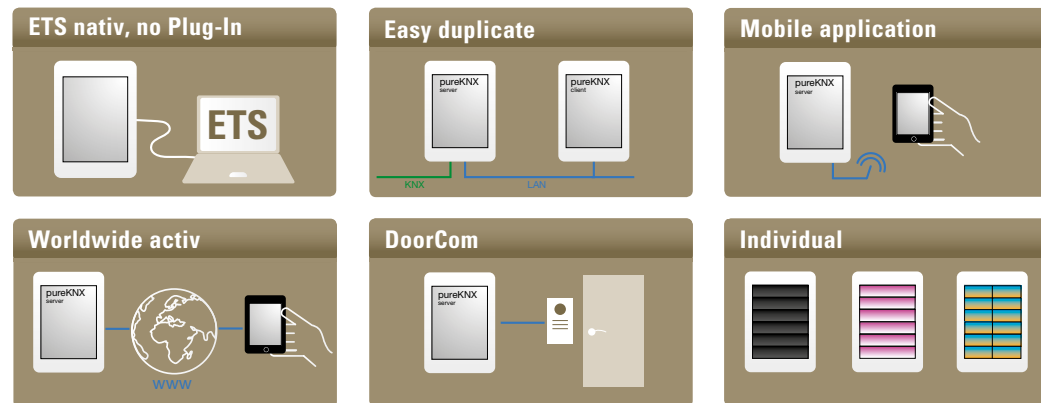 ETS nativ, no Plug-In
ETS
Easy duplicate
pureKNX
server
pureKNX
client
KNX
LAN
Mobile application
pureKNX
server
Worldwide activ
pureKNX
server
www
DoorCom
pureKNX
server
Individual